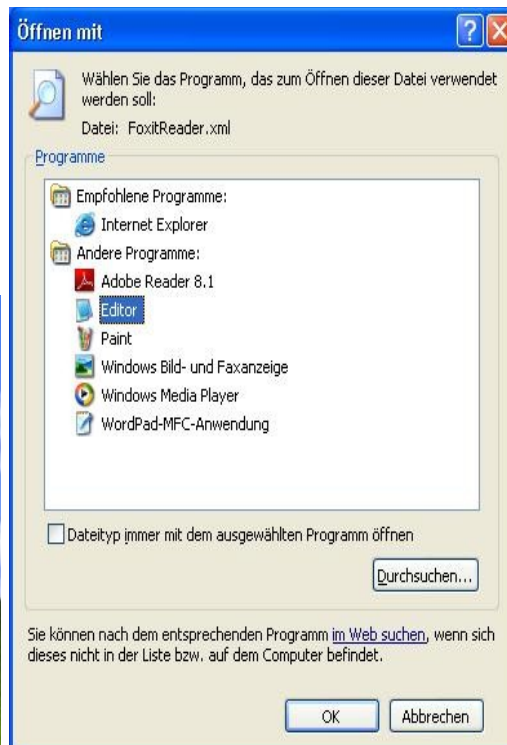 Öffnen mit
Wählen Sie das Programm, das zum Öffnen dieser Datei verwendet
werden soll:
Datei: FoxitReader.xml
Programme
Empfohlene Programme:
Internet Explorer
Andere Programme:
Adobe Reader 8.1
Editor
Paint
Windows Bild- und Faxanzeige
Windows Media Player
WordPad-MFC-Anwendung
Dateityp immer mit dem ausgewählten Programm öffnen
Durchsuchen...
Sie können nach dem entsprechenden Programm im Web suchen, wenn sich
dieses nicht in der Liste bzw. auf dem Computer befindet.
OK Abbrechen